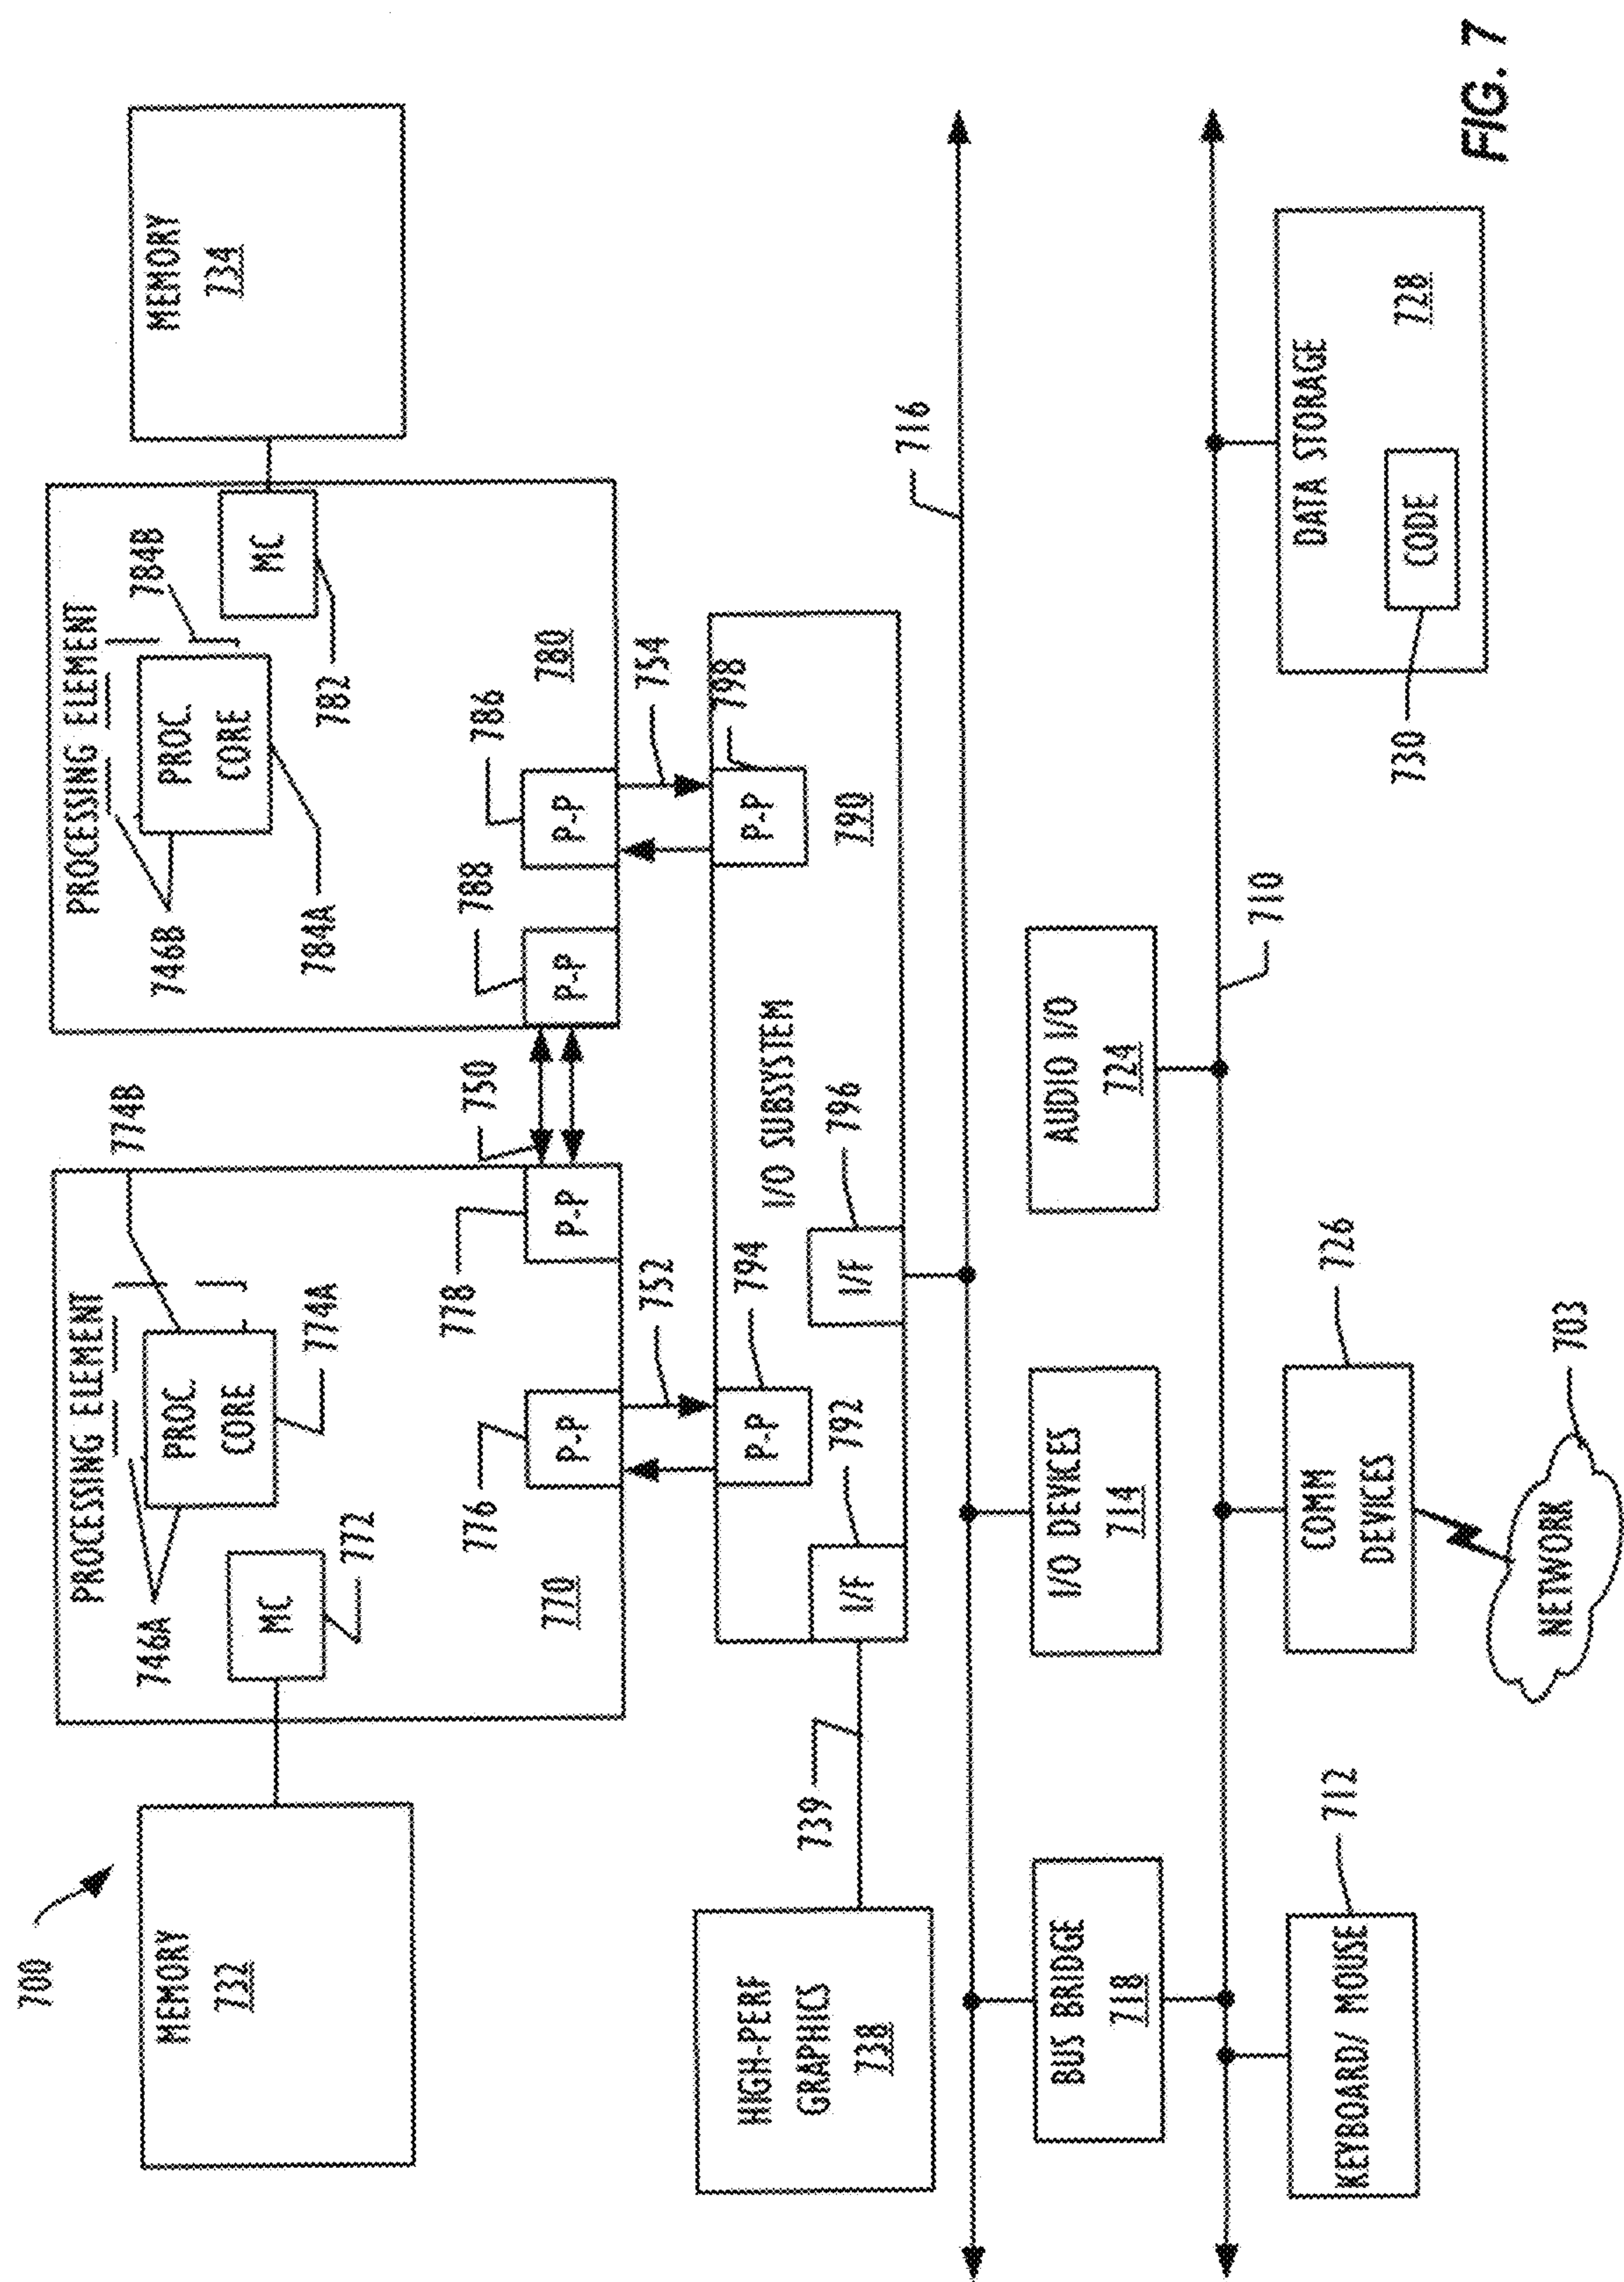 700
MEMORY
732
PROCESSING ELEMENT
746A
PROC.
CORE
774B
774A
MC
772
770
776
P-P
778
P-P
750
PROCESSING ELEMENT
746B
PROC.
CORE
784B
784A
MC
782
780
788
P-P
786
P-P
MEMORY
734
752
754
HIGH-PERF
GRAPHICS
738
739
I/O SUBSYSTEM
794
P-P
792
I/F
796
I/F
798
P-P
790
716
BUS BRIDGE
718
I/O DEVICES
714
AUDIO I/O
724
710
KEYBOARD/ MOUSE
712
COMM
DEVICES
726
NETWORK
703
DATA STORAGE
728
CODE
730
FIG. 7